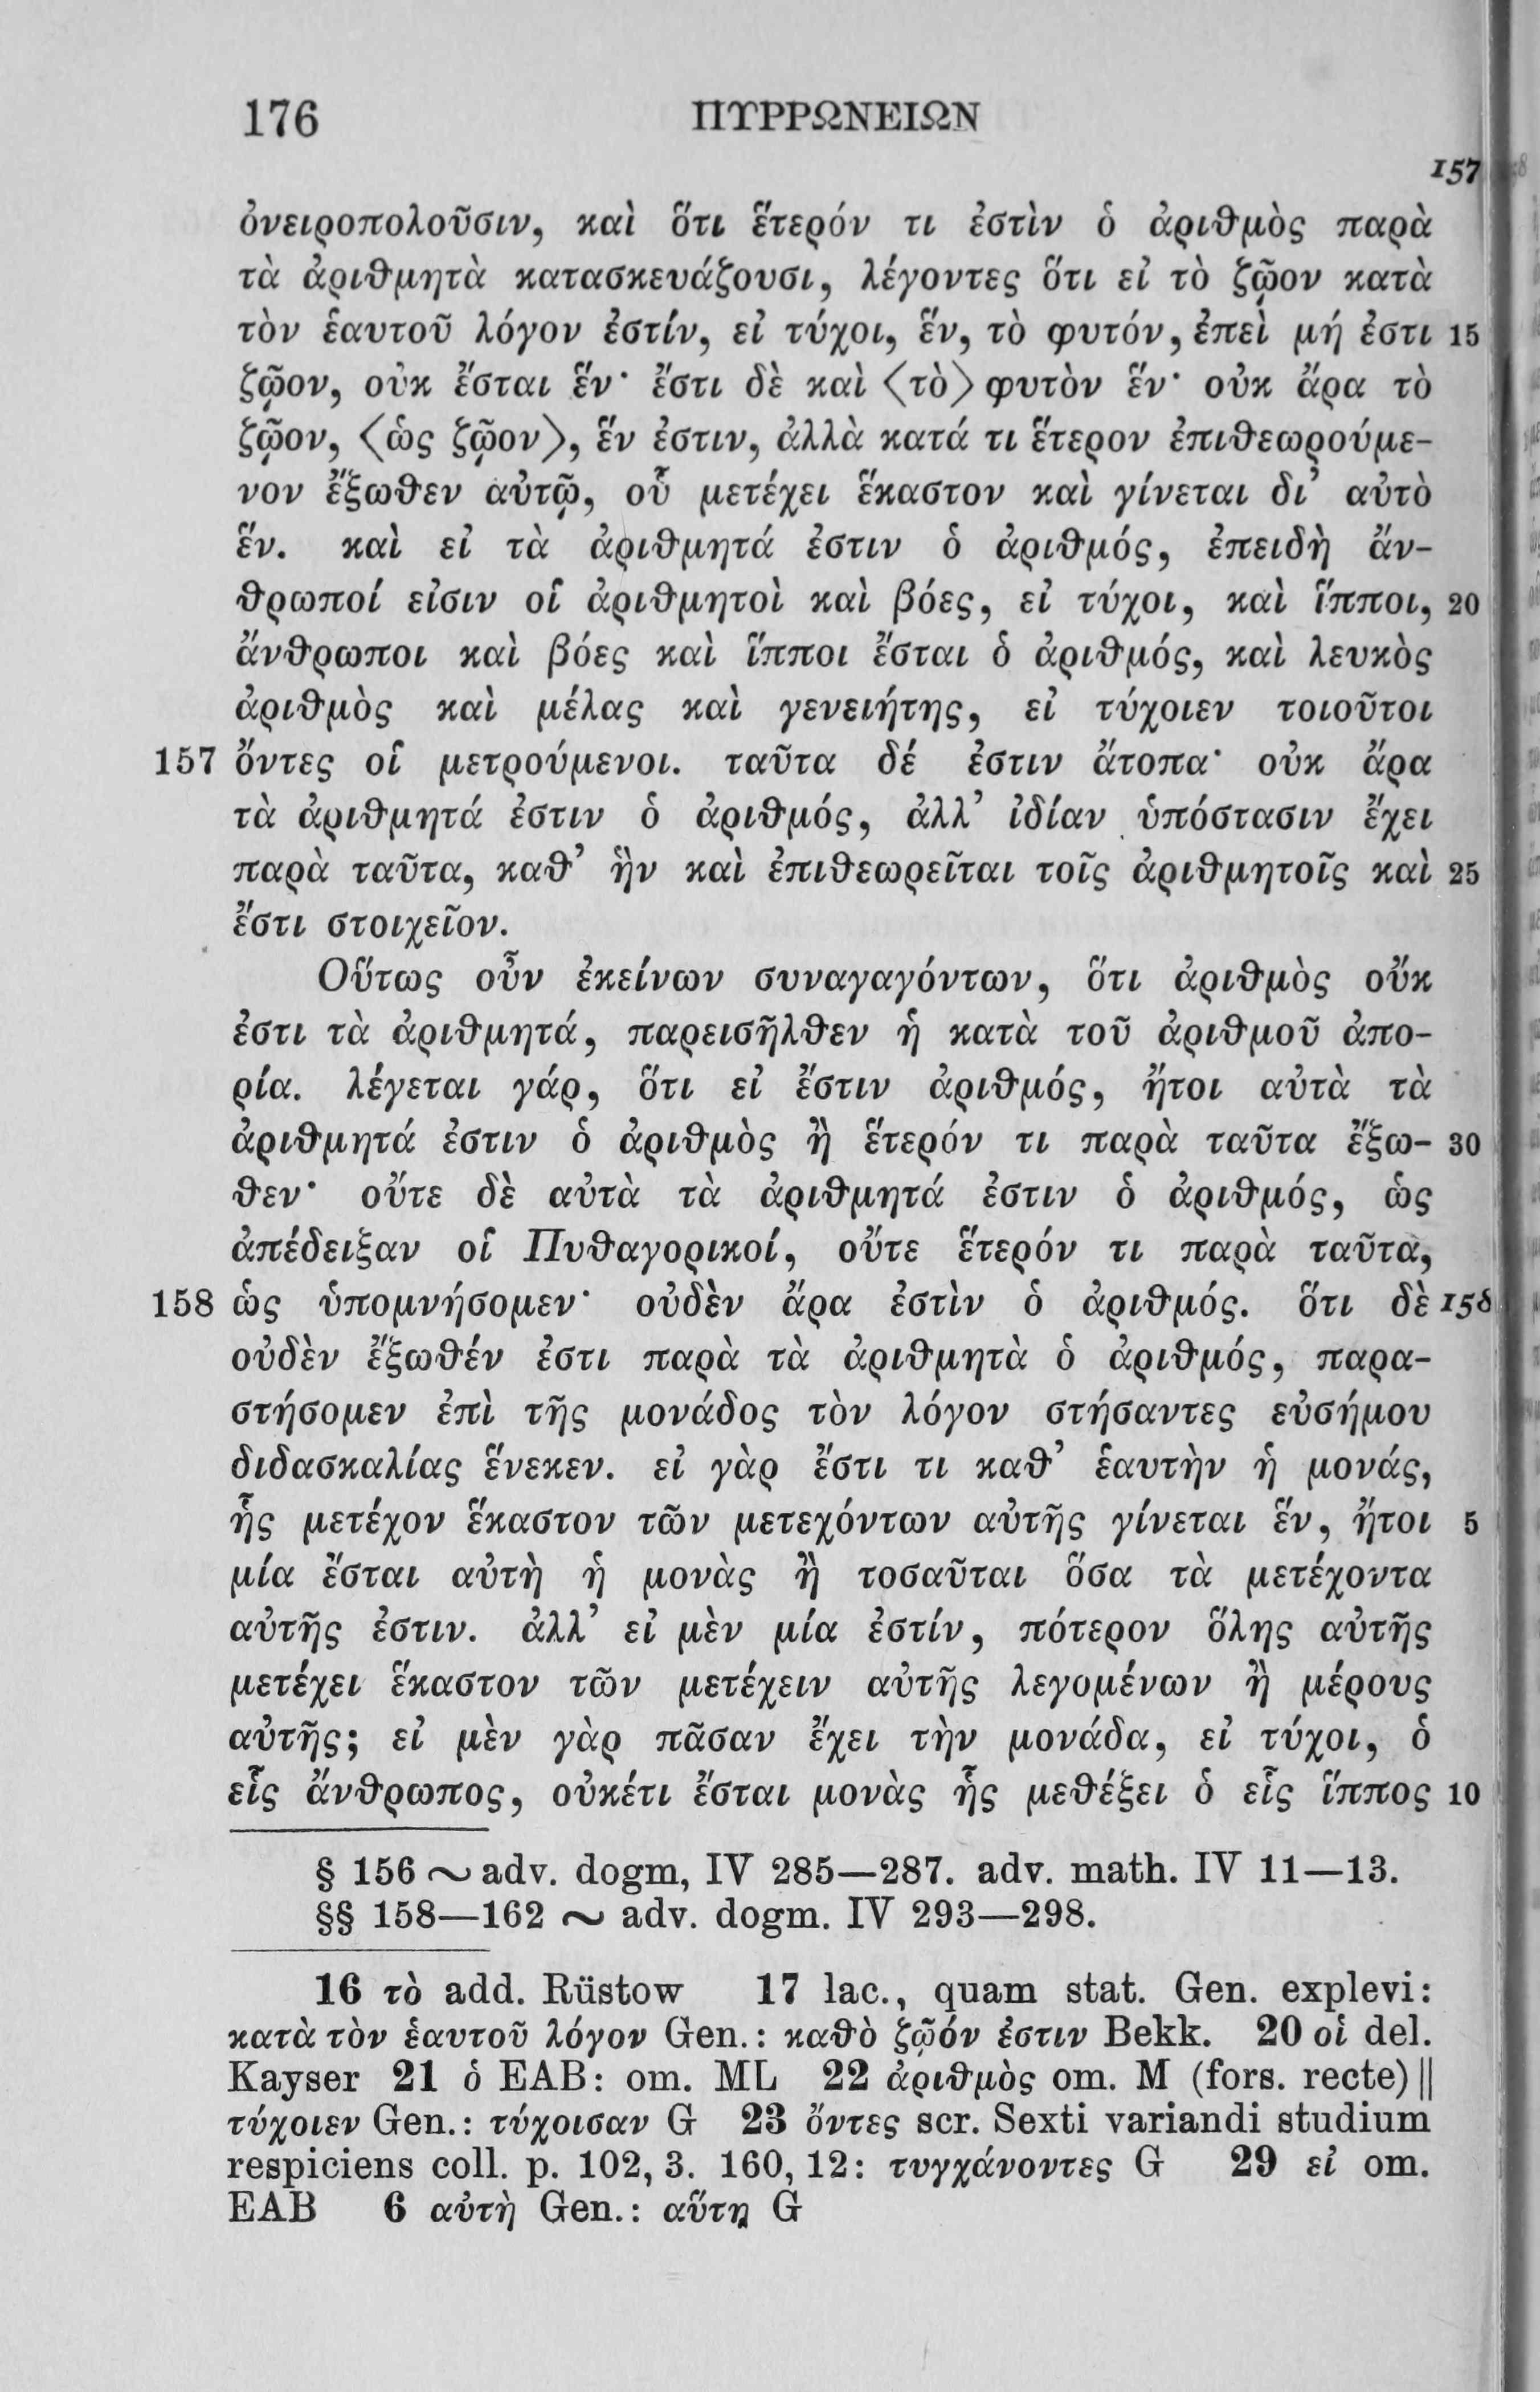 176 ΠΥΡΡΩΝΕΙΩΝ
157
ὀνειροπολοῦσιν, καὶ ὅτι ἕτερόν τι ἐστὶν ὁ ἀριθμὸς παρὰ
τὰ ἀριθμητὰ κατασκευάζουσι, λέγοντες ὅτι εἰ τὸ ζῷον κατὰ
τὸν ἑαυτοῦ λόγον ἐστίν, εἰ τύχοι, ἕν, τὸ φυτόν, ἐπεὶ μή ἐστι 15
ζῷον, οὐκ ἔσται ἕν· ἔστι δὲ καὶ ⟨τὸ⟩ φυτὸν ἕν· οὐκ ἄρα τὸ
ζῷον, ⟨ὡς ζῷον⟩, ἕν ἐστιν, ἀλλὰ κατά τι ἕτερον ἐπιθεωρούμε-
νον ἔξωθεν αὐτῷ, οὗ μετέχει ἕκαστον καὶ γίνεται δι’ αὐτὸ
ἕν. καὶ εἰ τὰ ἀριθμητά ἐστιν ὁ ἀριθμός, ἐπειδὴ ἄν-
θρωποί εἰσιν οἱ ἀριθμητοὶ καὶ βόες, εἰ τύχοι, καὶ ἵπποι, 20
ἄνθρωποι καὶ βόες καὶ ἵπποι ἔσται ὁ ἀριθμός, καὶ λευκὸς
ἀριθμὸς καὶ μέλας καὶ γενειήτης, εἰ τύχοιεν τοιοῦτοι
157 ὄντες οἱ μετρούμενοι. ταῦτα δέ ἐστιν ἄτοπα· οὐκ ἄρα
τὰ ἀριθμητά ἐστιν ὁ ἀριθμός, ἀλλ’ ἰδίαν ὑπόστασιν ἔχει
παρὰ ταῦτα, καθ’ ἣν καὶ ἐπιθεωρεῖται τοῖς ἀριθμητοῖς καὶ 25
ἔστι στοιχεῖον.
Οὕτως οὖν ἐκείνων συναγαγόντων, ὅτι ἀριθμὸς οὔκ
ἐστι τὰ ἀριθμητά, παρεισῆλθεν ἡ κατὰ τοῦ ἀριθμοῦ ἀπο-
ρία. λέγεται γάρ, ὅτι εἰ ἔστιν ἀριθμός, ἤτοι αὐτὰ τὰ
ἀριθμητά ἐστιν ὁ ἀριθμὸς ἢ ἕτερόν τι παρὰ ταῦτα ἔξω- 30
θεν· οὔτε δὲ αὐτὰ τὰ ἀριθμητά ἐστιν ὁ ἀριθμός, ὡς
ἀπέδειξαν οἱ Πυθαγορικοί, οὔτε ἕτερόν τι παρὰ ταῦτα,
158 ὡς ὑπομνήσομεν· οὐδὲν ἄρα ἐστὶν ὁ ἀριθμός. ὅτι δὲ 158
οὐδὲν ἔξωθέν ἐστι παρὰ τὰ ἀριθμητὰ ὁ ἀριθμός, παρα-
στήσομεν ἐπὶ τῆς μονάδος τὸν λόγον στήσαντες εὐσήμου
διδασκαλίας ἕνεκεν. εἰ γὰρ ἔστι τι καθ’ ἑαυτὴν ἡ μονάς,
ἧς μετέχον ἕκαστον τῶν μετεχόντων αὐτῆς γίνεται ἕν, ἤτοι 5
μία ἔσται αὐτὴ ἡ μονὰς ἢ τοσαῦται ὅσα τὰ μετέχοντα
αὐτῆς ἐστιν. ἀλλ’ εἰ μὲν μία ἐστίν, πότερον ὅλης αὐτῆς
μετέχει ἕκαστον τῶν μετέχειν αὐτῆς λεγομένων ἢ μέρους
αὐτῆς; εἰ μὲν γὰρ πᾶσαν ἔχει τὴν μονάδα, εἰ τύχοι, ὁ
εἷς ἄνθρωπος, οὐκέτι ἔσται μονὰς ἧς μεθέξει ὁ εἷς ἵππος 10
§ 156 ∼ adv. dogm, IV 285—287. adv. math. IV 11—13.
§§ 158—162 ∼ adv. dogm. IV 293—298.
16 τὸ add. Rüstow 17 lac., quam stat. Gen. explevi:
κατὰ τὸν ἑαυτοῦ λόγον Gen.: καθὸ ζῷόν ἐστιν Bekk. 20 οἱ del.
Kayser 21 ὁ EAB: om. ML 22 ἀριθμὸς om. M (fors. recte) ||
τύχοιεν Gen.: τύχοισαν G 23 ὄντες scr. Sexti variandi studium
respiciens coll. p. 102, 3. 160, 12: τυγχάνοντες G 29 εἰ om.
EAB 6 αὐτὴ Gen.: αὕτη G